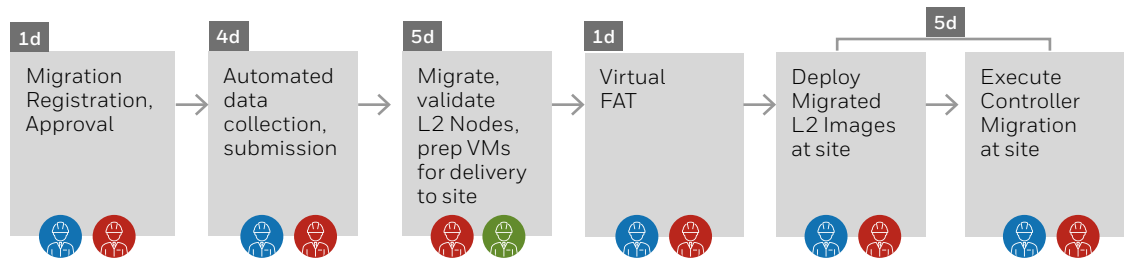 1d
Migration
Registration,
Approval
4d
Automated
data
collection,
submission
5d
Migrate,
validate
L2 Nodes,
prep VMs
for delivery
to site
1d
Virtual
FAT
5d
Deploy
Migrated
L2 Images
at site
Execute
Controller
Migration
at site